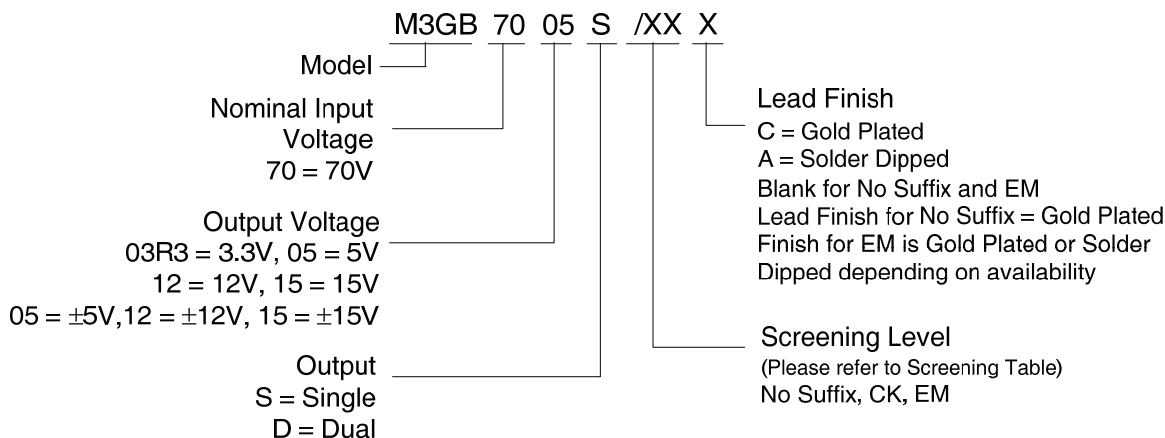 M3GB 70 05 S /XX X
Model
Nominal Input
Voltage
70 = 70V
Output Voltage
03R3 = 3.3V, 05 = 5V
12 = 12V, 15 = 15V
05 = ±5V,12 = ±12V, 15 = ±15V
Output
S = Single
D = Dual
Lead Finish
C = Gold Plated
A = Solder Dipped
Blank for No Suffix and EM
Lead Finish for No Suffix = Gold Plated
Finish for EM is Gold Plated or Solder
Dipped depending on availability
Screening Level
(Please refer to Screening Table)
No Suffix, CK, EM